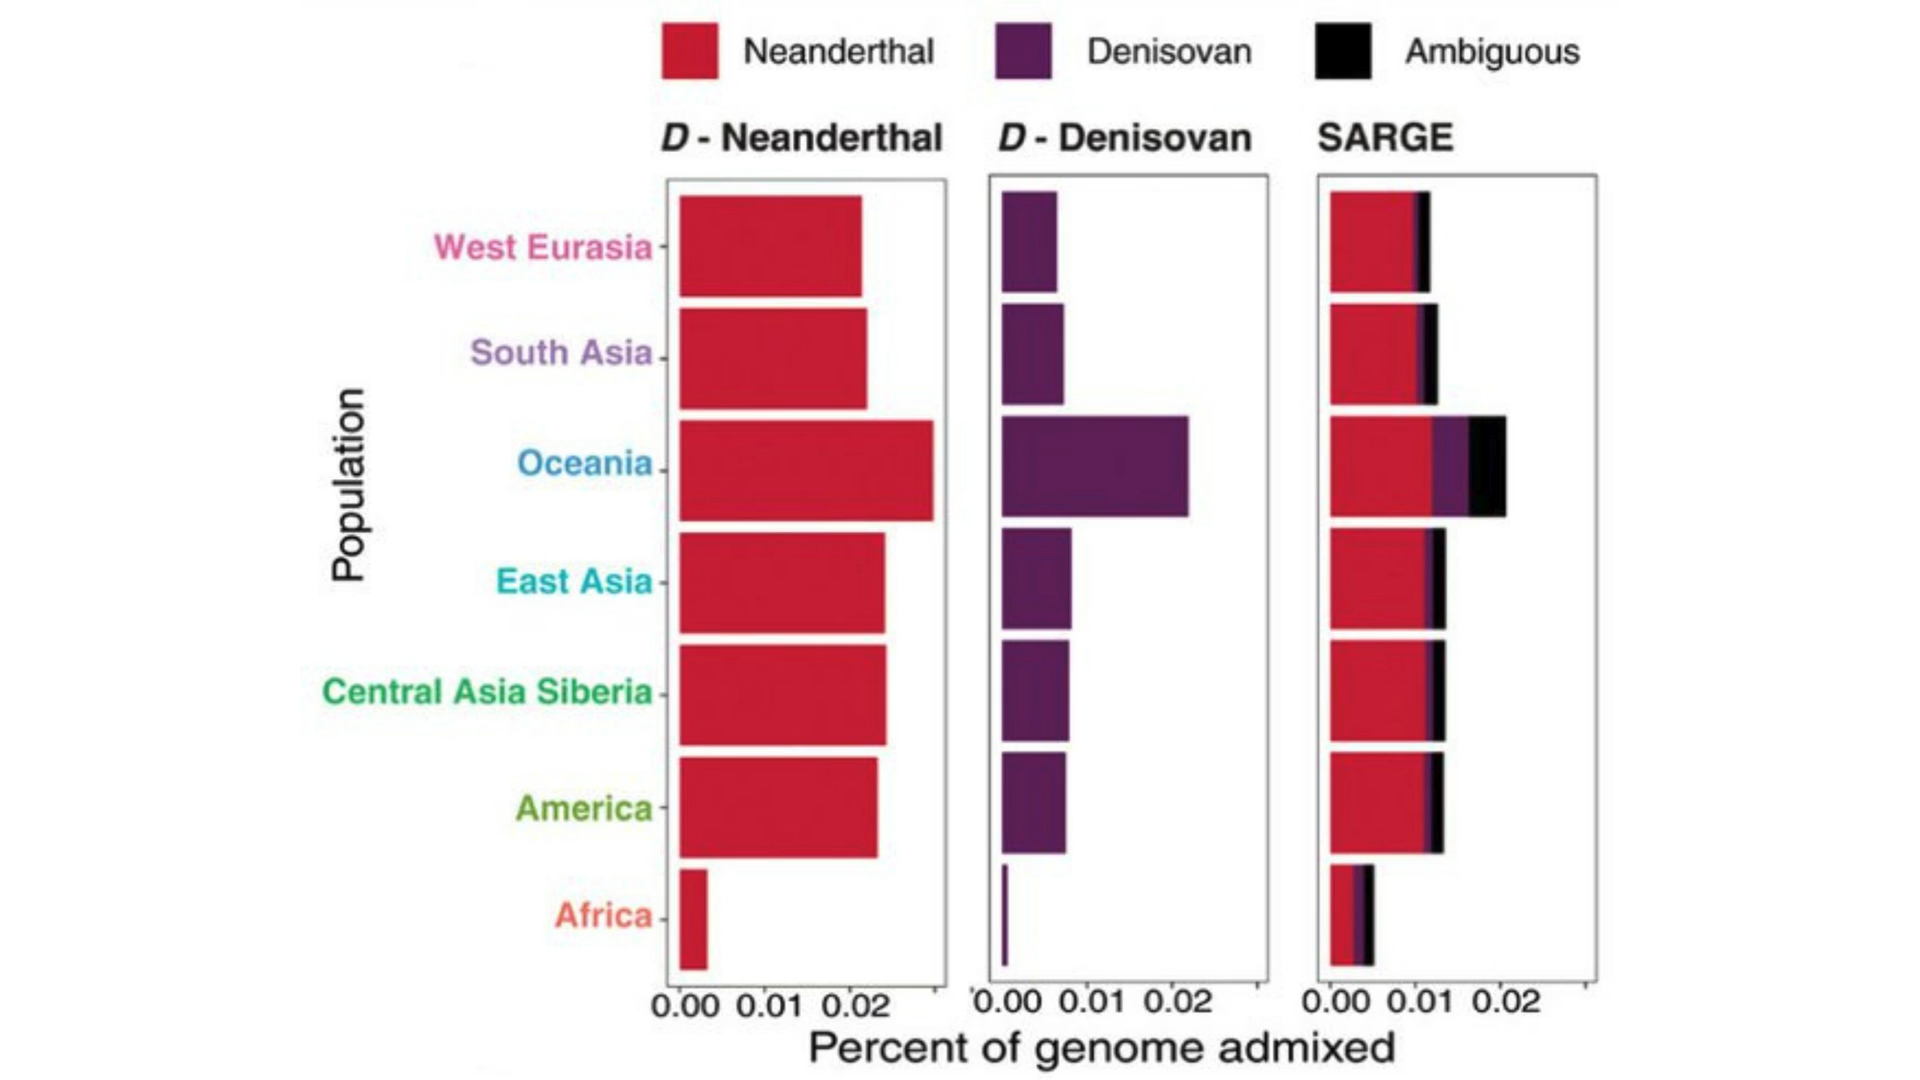 Neanderthal Denisovan Ambiguous
D - Neanderthal D - Denisovan SARGE
West Eurasia
South Asia
Oceania
East Asia
Central Asia Siberia
America
Africa
Population
0.00 0.01 0.02 0.00 0.01 0.02 0.00 0.01 0.02
Percent of genome admixed